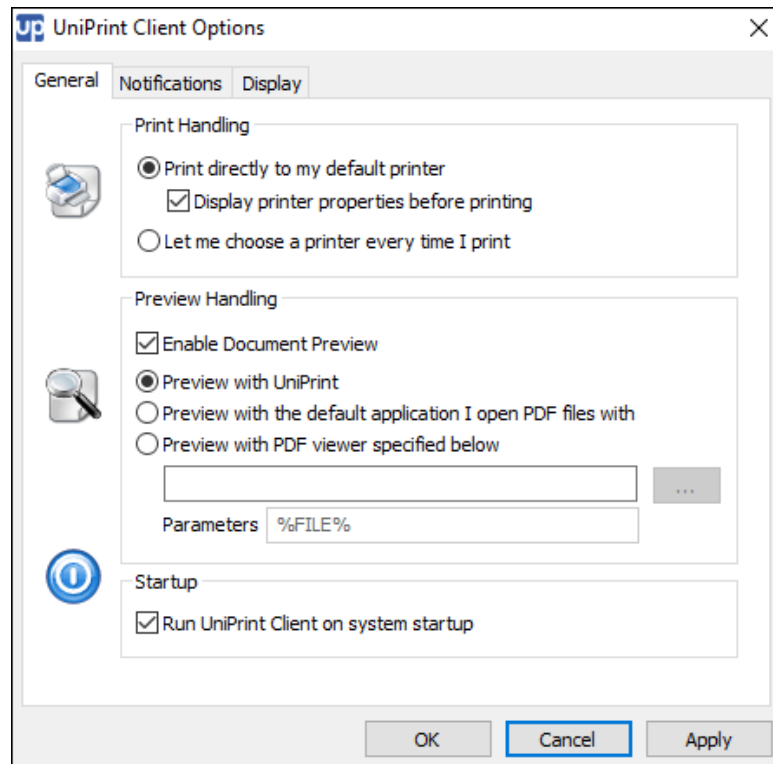 up UniPrint Client Options
General Notifications Display
Print Handling
Print directly to my default printer
Display printer properties before printing
Let me choose a printer every time I print
Preview Handling
Enable Document Preview
Preview with UniPrint
Preview with the default application I open PDF files with
Preview with PDF viewer specified below
...
Parameters %FILE%
Startup
Run UniPrint Client on system startup
OK Cancel Apply